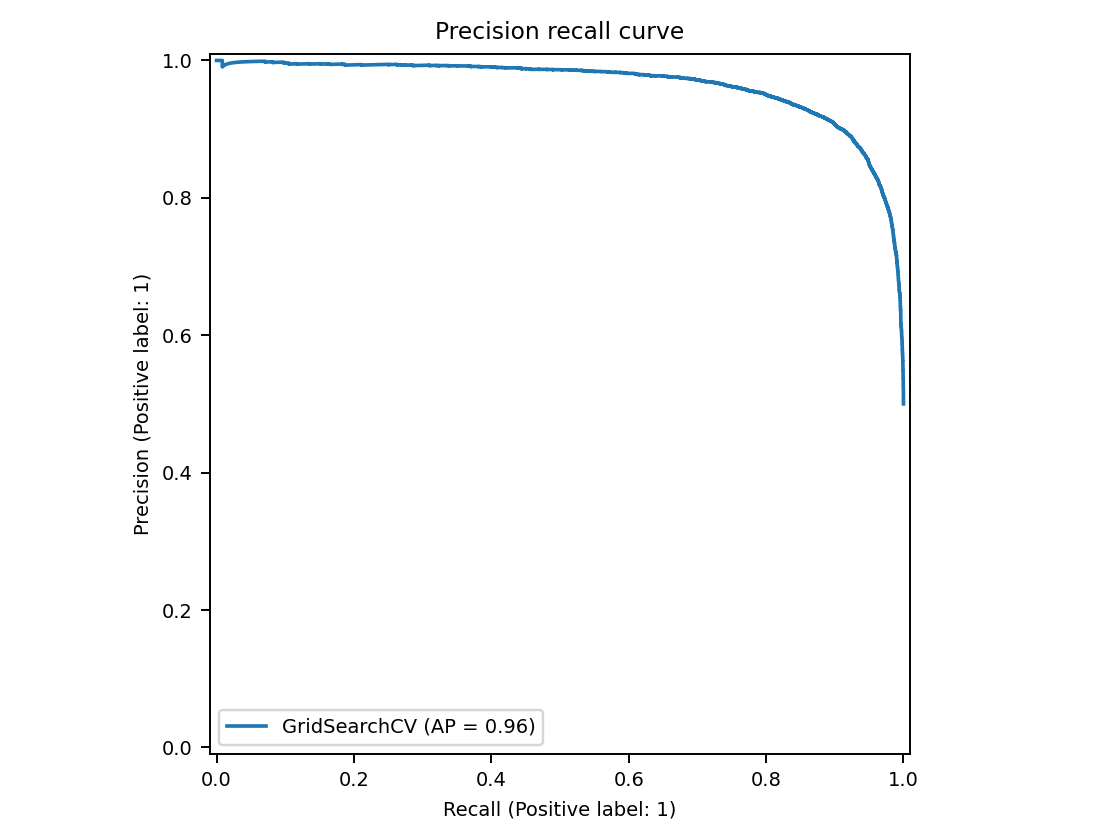 Precision recall curve
1.0
0.8
0.6
0.4
0.2
0.0
Precision (Positive label: 1)
GridSearchCV (AP = 0.96)
0.0 0.2 0.4 0.6 0.8 1.0
Recall (Positive label: 1)